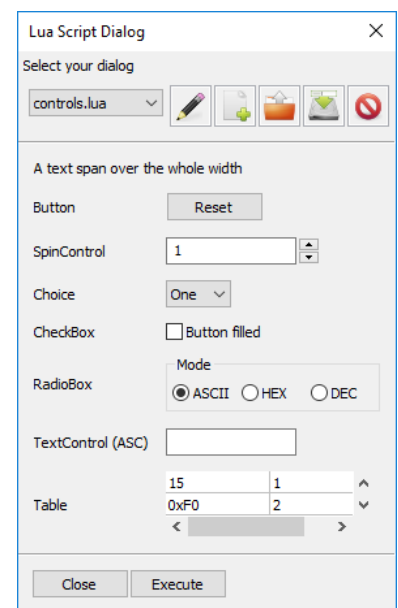 Lua Script Dialog
Select your dialog
controls.lua
A text span over the whole width
Button Reset
SpinControl 1
Choice One
CheckBox Button filled
Mode
RadioBox ASCII HEX DEC
TextControl (ASC)
15 1
Table 0xF0 2
Close Execute